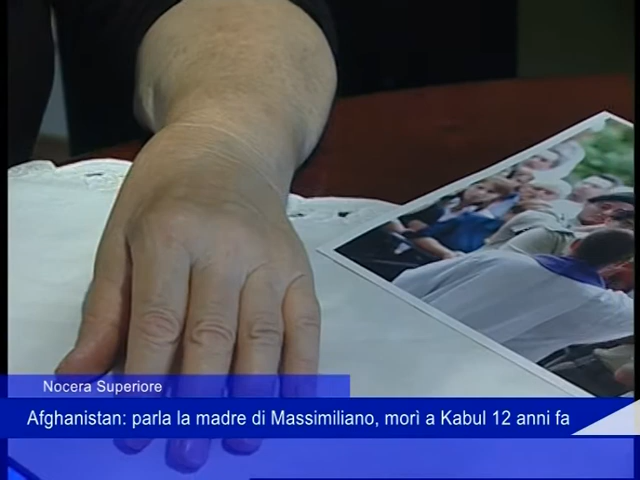 Nocera Superiore
Afghanistan: parla la madre di Massimiliano, morì a Kabul 12 anni fa